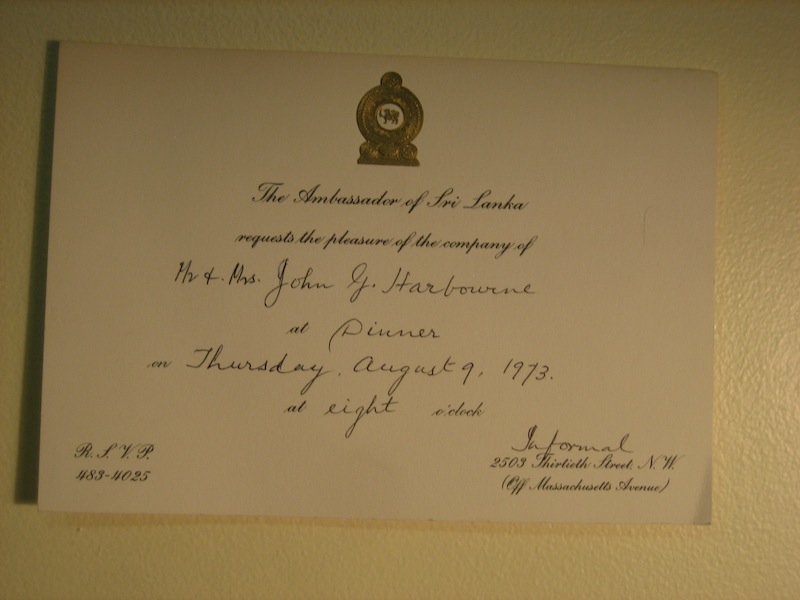 The Ambassador of Sri Lanka
requests the pleasure of the company of
Mr & Mrs. John G. Harbourne
at Dinner
on Thursday, August 9, 1973.
at eight o'clock
R.S.V.P.
483-4025
Informal
2503 Thirtieth Street, N.W.
(Off Massachusetts Avenue)